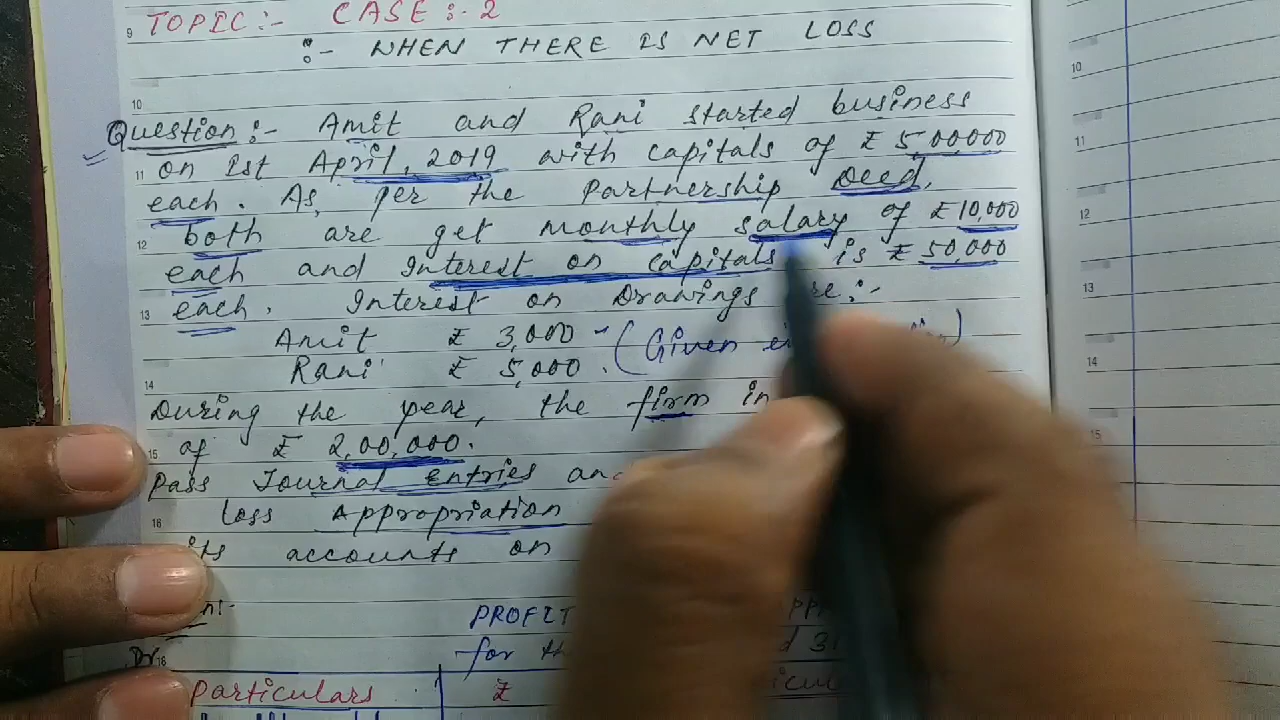 TOPIC:- CASE:- 2
:- WHEN THERE IS NET LOSS
Question:- Amit and Rani started business
on 1st April, 2019 with capitals of ₹ 5,00000
each. As per the partnership Deed,
both are get monthly salary of ₹ 10,000
each and Interest on capitals is ₹ 50,000
each. Interest on Drawings are:-
Amit ₹ 3,000 - (Given
Rani ₹ 5,000.
During the year, the firm in
of ₹ 2,00,000.
Pass Journal entries
Loss Appropriation
its accounts on
PROFIT
for
Dr.
Particulars ₹